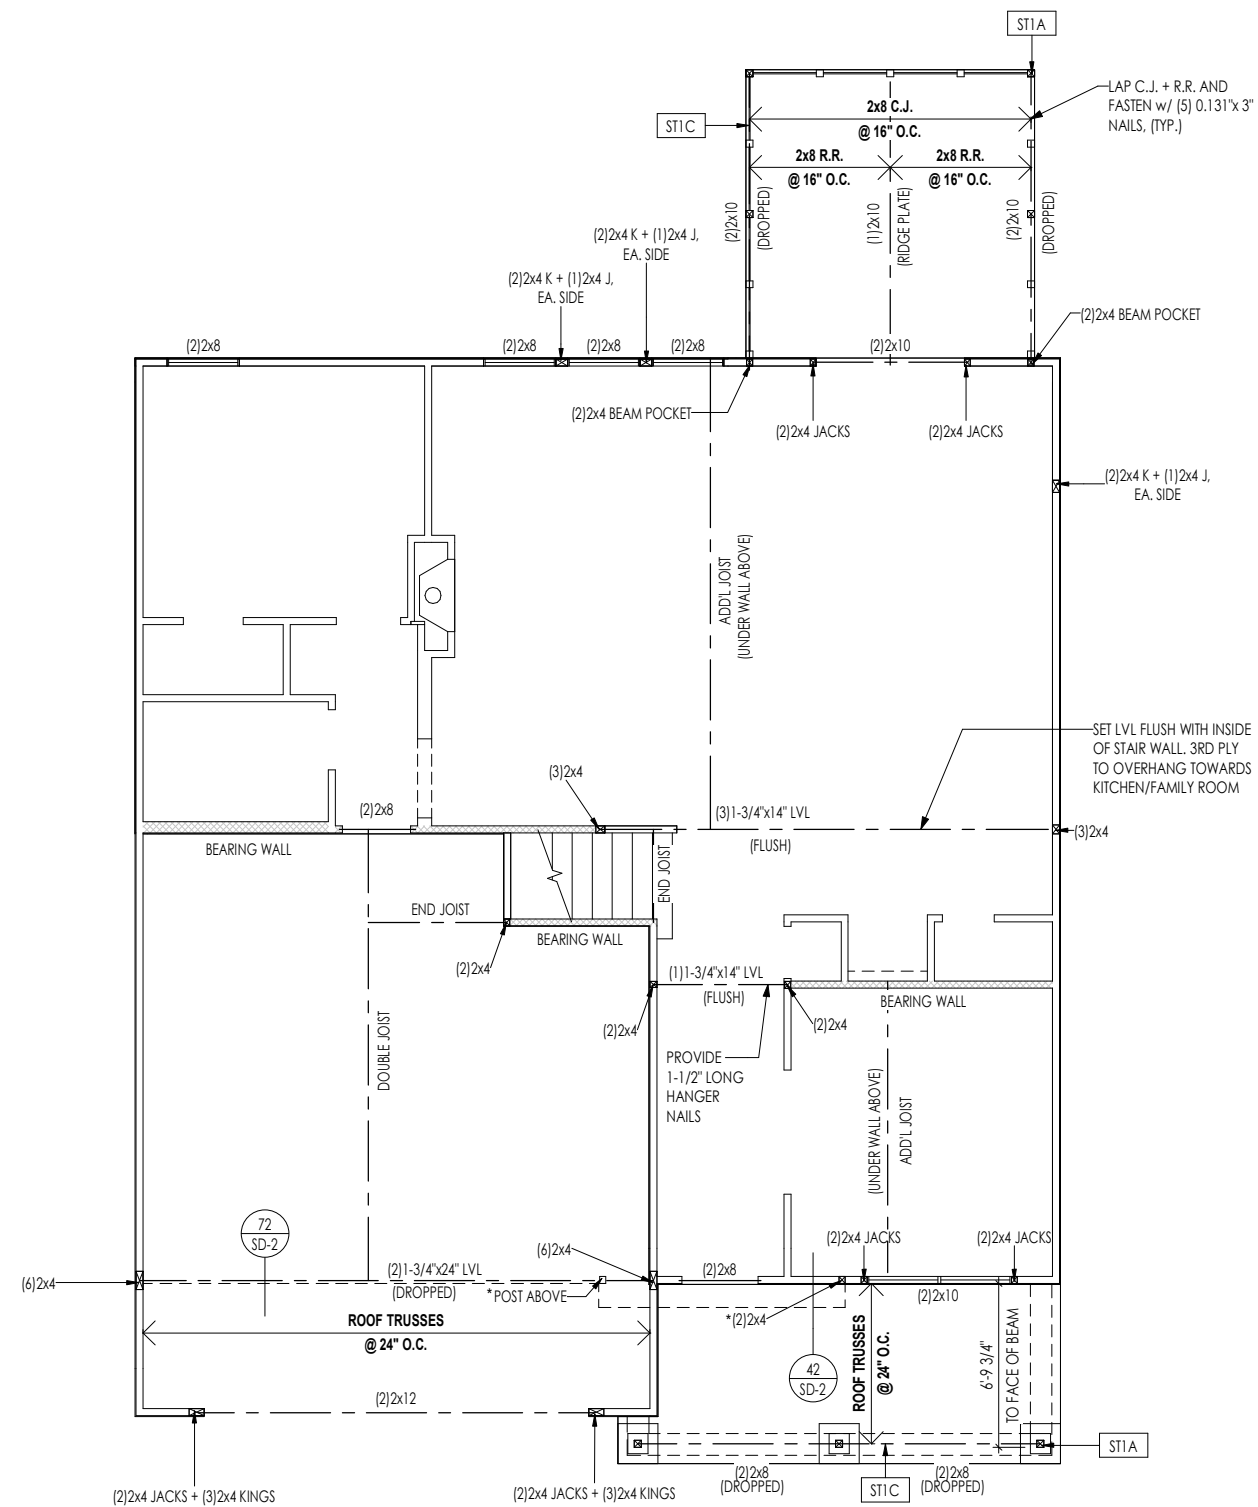 ST1A
LAP C.J. + R.R. AND
FASTEN w/ (5) 0.131"x 3"
NAILS, (TYP.)
2x8 C.J.
@ 16" O.C.
ST1C
2x8 R.R.
@ 16" O.C.
2x8 R.R.
@ 16" O.C.
(2)2x10
(DROPPED)
(1)2x10
(RIDGE PLATE)
(2)2x10
(DROPPED)
(2)2x4 K + (1)2x4 J,
EA. SIDE
(2)2x4 K + (1)2x4 J,
EA. SIDE
(2)2x4 BEAM POCKET
(2)2x8
(2)2x8
(2)2x8
(2)2x8
(2)2x10
(2)2x4 BEAM POCKET
(2)2x4 JACKS
(2)2x4 JACKS
(2)2x4 K + (1)2x4 J,
EA. SIDE
ADD'L JOIST
(UNDER WALL ABOVE)
SET LVL FLUSH WITH INSIDE
OF STAIR WALL. 3RD PLY
TO OVERHANG TOWARDS
KITCHEN/FAMILY ROOM
(3)2x4
(2)2x8
(3)1-3/4"x14" LVL
(FLUSH)
(3)2x4
BEARING WALL
END JOIST
END JOIST
BEARING WALL
(2)2x4
(1)1-3/4"x14" LVL
(FLUSH)
BEARING WALL
(2)2x4
(2)2x4
DOUBLE JOIST
PROVIDE
1-1/2" LONG
HANGER
NAILS
(UNDER WALL ABOVE)
ADD'L JOIST
72
SD-2
(6)2x4
(2)2x4 JACKS
(2)2x4 JACKS
(6)2x4
(2)1-3/4"x24" LVL
(DROPPED)
*POST ABOVE
(2)2x8
(2)2x10
*(2)2x4
ROOF TRUSSES
@ 24" O.C.
ROOF TRUSSES
@ 24" O.C.
6'-9 3/4"
TO FACE OF BEAM
42
SD-2
(2)2x12
ST1A
(2)2x8
(DROPPED)
ST1C
(2)2x8
(DROPPED)
(2)2x4 JACKS + (3)2x4 KINGS
(2)2x4 JACKS + (3)2x4 KINGS